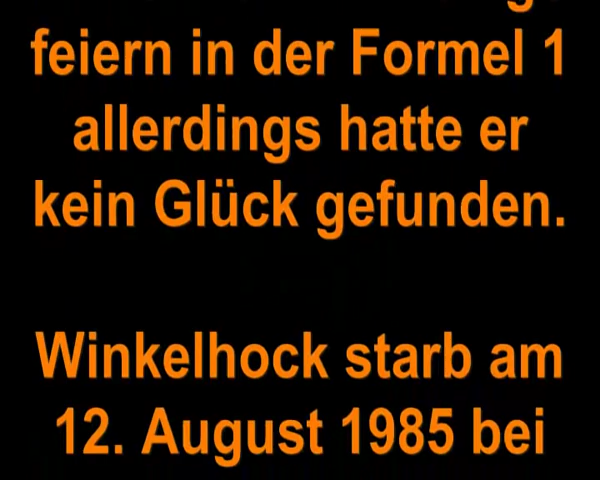 feiern in der Formel 1
allerdings hatte er
kein Glück gefunden.
Winkelhock starb am
12. August 1985 bei